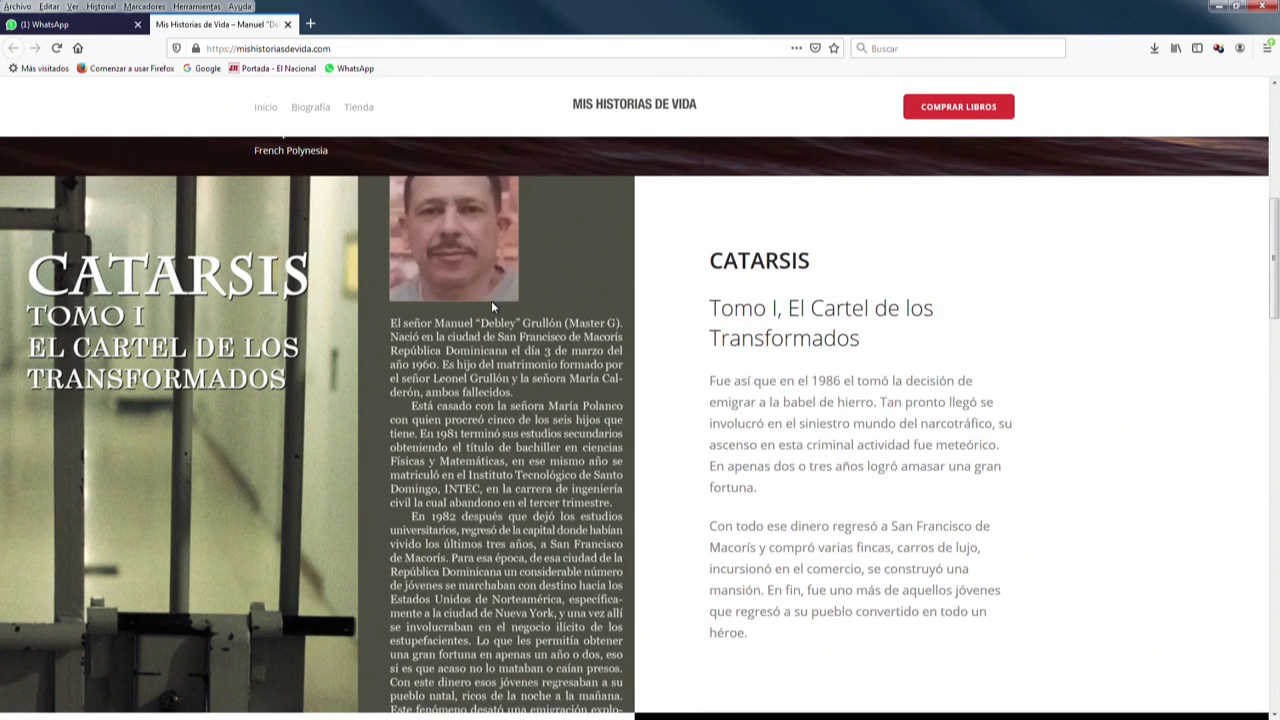 Archivo Editar Ver Historial Marcadores Herramientas Ayuda
(1) WhatsApp
Mis Historias de Vida – Manuel "De
https://mishistoriasdevida.com
Buscar
Más visitados Comenzar a usar Firefox Google Portada - El Nacional WhatsApp
Inicio Biografía Tienda
MIS HISTORIAS DE VIDA
COMPRAR LIBROS
French Polynesia
CATARSIS
TOMO I
EL CARTEL DE LOS
TRANSFORMADOS
El señor Manuel “Debley” Grullón (Master G).
Nació en la ciudad de San Francisco de Macorís
República Dominicana el día 3 de marzo del
año 1960. Es hijo del matrimonio formado por
el señor Leonel Grullón y la señora María Cal-
derón, ambos fallecidos.
Está casado con la señora María Polanco
con quien procreó cinco de los seis hijos que
tiene. En 1981 terminó sus estudios secundarios
obteniendo el título de bachiller en ciencias
Físicas y Matemáticas, en ese mismo año se
matriculó en el Instituto Tecnológico de Santo
Domingo, INTEC, en la carrera de ingeniería
civil la cual abandono en el tercer trimestre.
En 1982 después que dejó los estudios
universitarios, regresó de la capital donde habían
vivido los últimos tres años, a San Francisco
de Macorís. Para esa época, de esa ciudad de la
República Dominicana un considerable número
de jóvenes se marchaban con destino hacia los
Estados Unidos de Norteamérica, específica-
mente a la ciudad de Nueva York, y una vez allí
se involucraban en el negocio ilícito de los
estupefacientes. Lo que les permitía obtener
una gran fortuna en apenas un año o dos, eso
si es que acaso no lo mataban o caían presos.
Con este dinero esos jóvenes regresaban a su
pueblo natal, ricos de la noche a la mañana.
Este fenómeno desató una emigración explo-
CATARSIS
Tomo I, El Cartel de los
Transformados
Fue así que en el 1986 el tomó la decisión de
emigrar a la babel de hierro. Tan pronto llegó se
involucró en el siniestro mundo del narcotráfico, su
ascenso en esta criminal actividad fue meteórico.
En apenas dos o tres años logró amasar una gran
fortuna.
Con todo ese dinero regresó a San Francisco de
Macorís y compró varias fincas, carros de lujo,
incursionó en el comercio, se construyó una
mansión. En fin, fue uno más de aquellos jóvenes
que regresó a su pueblo convertido en todo un
héroe.